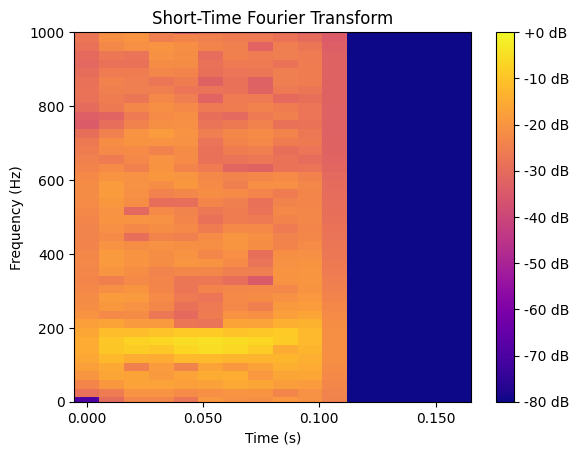 Short-Time Fourier Transform
Frequency (Hz)
1000
800
600
400
200
0
0.000
0.050
0.100
0.150
Time (s)
+0 dB
-10 dB
-20 dB
-30 dB
-40 dB
-50 dB
-60 dB
-70 dB
-80 dB